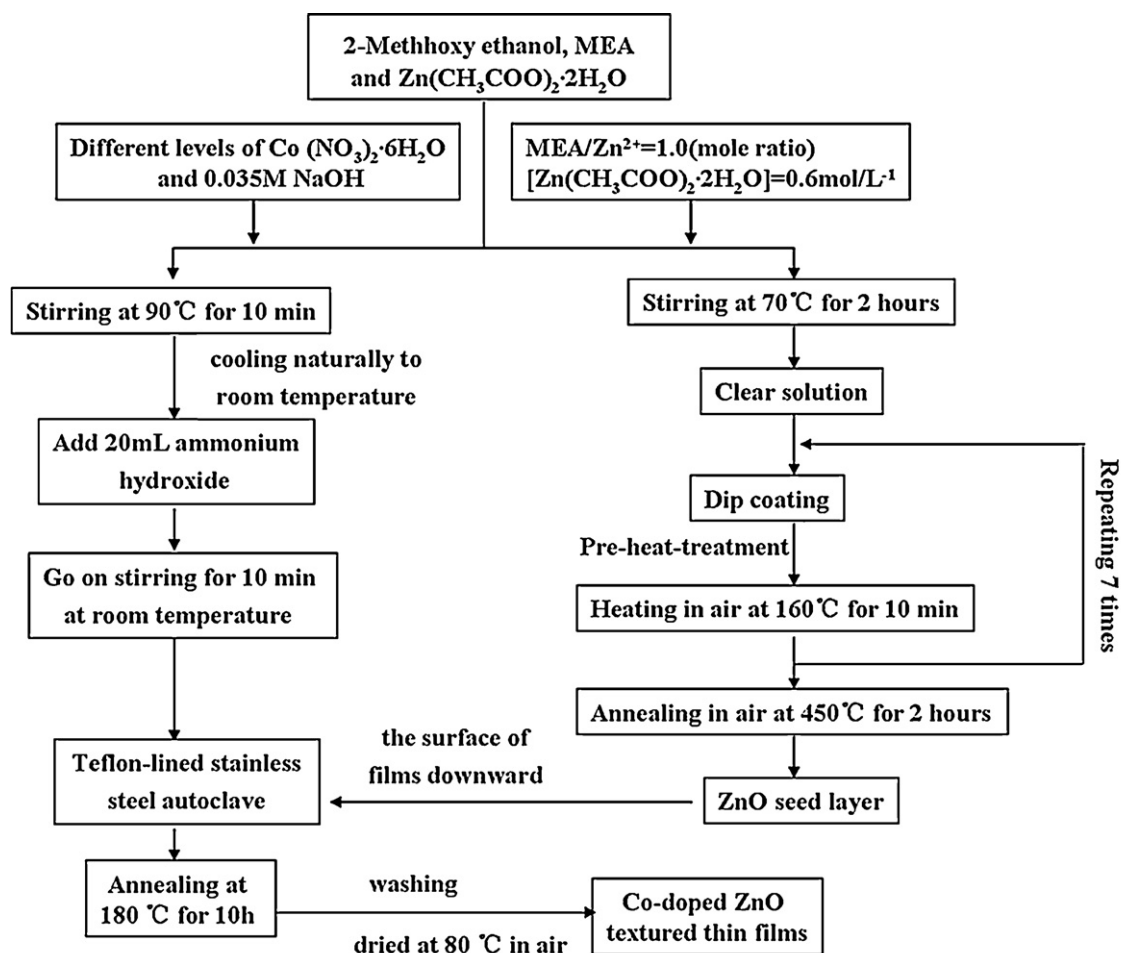 2-Methhoxy ethanol, MEA
and Zn(CH₃COO)₂·2H₂O
Different levels of Co (NO₃)₂·6H₂O
and 0.035M NaOH
MEA/Zn²⁺=1.0(mole ratio)
[Zn(CH₃COO)₂·2H₂O]=0.6mol/L⁻¹
Stirring at 90℃ for 10 min
cooling naturally to
room temperature
Add 20mL ammonium
hydroxide
Go on stirring for 10 min
at room temperature
Teflon-lined stainless
steel autoclave
Annealing at
180 ℃ for 10h
Stirring at 70℃ for 2 hours
Clear solution
Dip coating
Pre-heat-treatment
Heating in air at 160℃ for 10 min
Repeating 7 times
Annealing in air at 450℃ for 2 hours
ZnO seed layer
the surface of
films downward
washing
dried at 80 ℃ in air
Co-doped ZnO
textured thin films